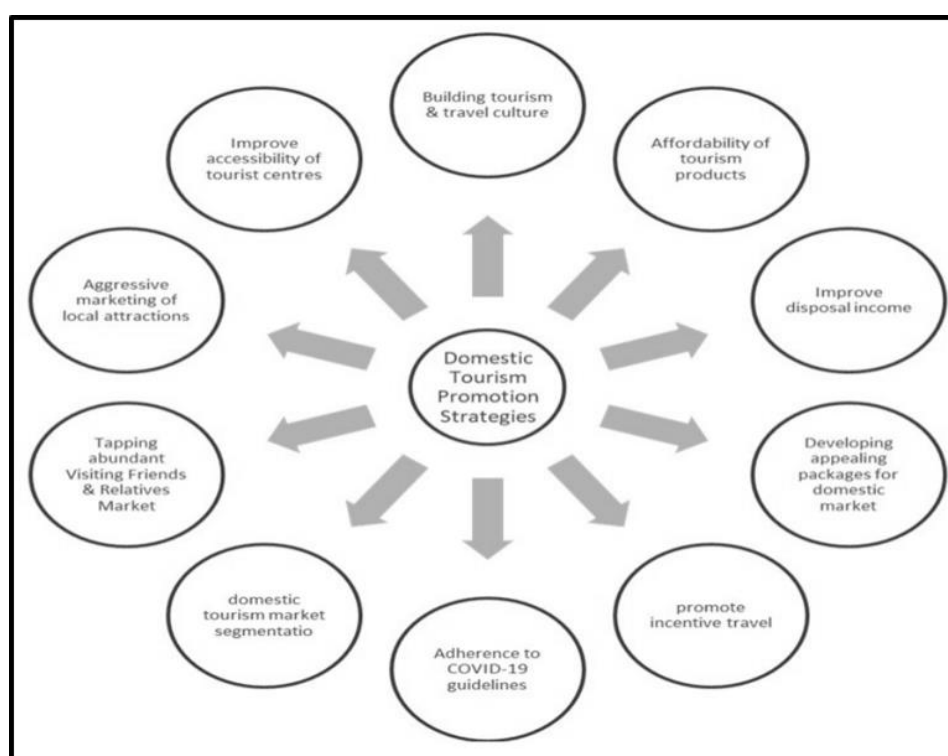 Building tourism
& travel culture
Affordability of
tourism
products
Improve
disposal income
Developing
appealing
packages for
domestic
market
promote
incentive travel
Adherence to
COVID-19
guidelines
domestic
tourism market
segmentatio
Tapping
abundant
Visiting Friends
& Relatives
Market
Aggressive
marketing of
local attractions
Improve
accessibility of
tourist centres
Domestic
Tourism
Promotion
Strategies